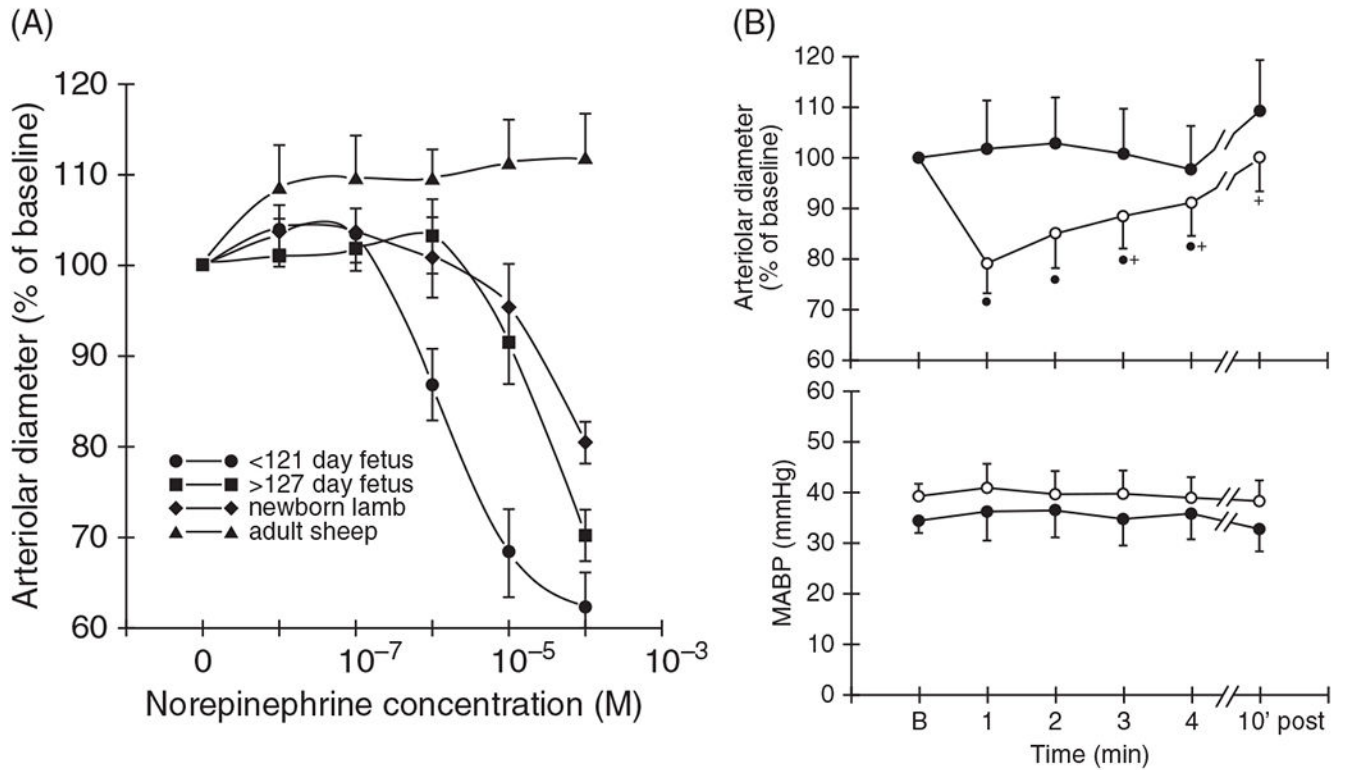 (A)
Arteriolar diameter (% of baseline)
120
110
100
90
80
70
60
<121 day fetus
>127 day fetus
newborn lamb
adult sheep
0
10⁻⁷
10⁻⁵
10⁻³
Norepinephrine concentration (M)
(B)
Arteriolar diameter
(% of baseline)
120
110
100
90
80
70
60
+
+
+
MABP (mmHg)
60
50
40
30
20
10
0
B
1
2
3
4
10' post
Time (min)